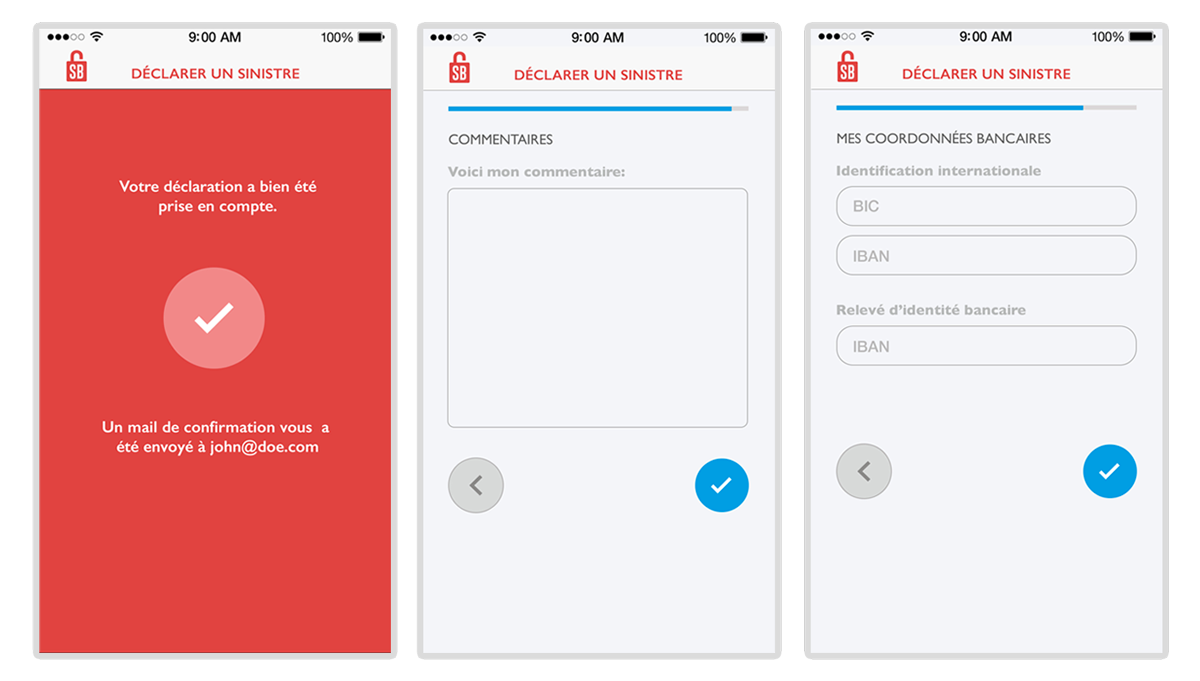 9:00 AM 100%
SB
DÉCLARER UN SINISTRE
Votre déclaration a bien été
prise en compte.
Un mail de confirmation vous a
été envoyé à john@doe.com
9:00 AM 100%
SB
DÉCLARER UN SINISTRE
COMMENTAIRES
Voici mon commentaire:
9:00 AM 100%
SB
DÉCLARER UN SINISTRE
MES COORDONNÉES BANCAIRES
Identification internationale
BIC
IBAN
Relevé d’identité bancaire
IBAN